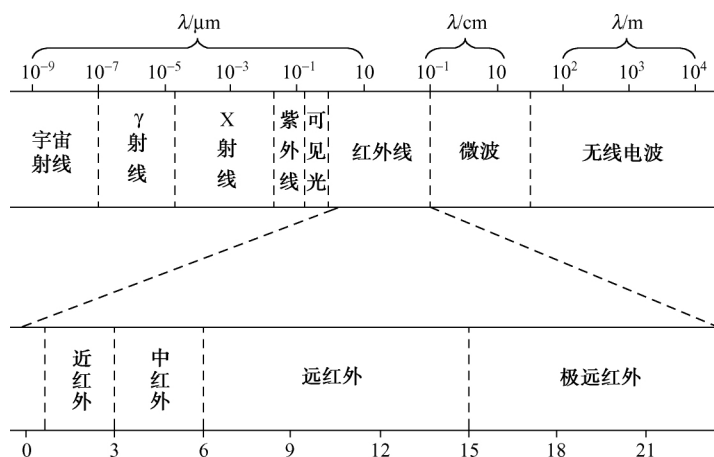 λ/μm λ/cm λ/m
10⁻⁹ 10⁻⁷ 10⁻⁵ 10⁻³ 10⁻¹ 10 10⁻¹ 10 10² 10³ 10⁴
宇宙射线 γ射线 X射线 紫外线 可见光 红外线 微波 无线电波
近红外 中红外 远红外 极远红外
0 3 6 9 12 15 18 21